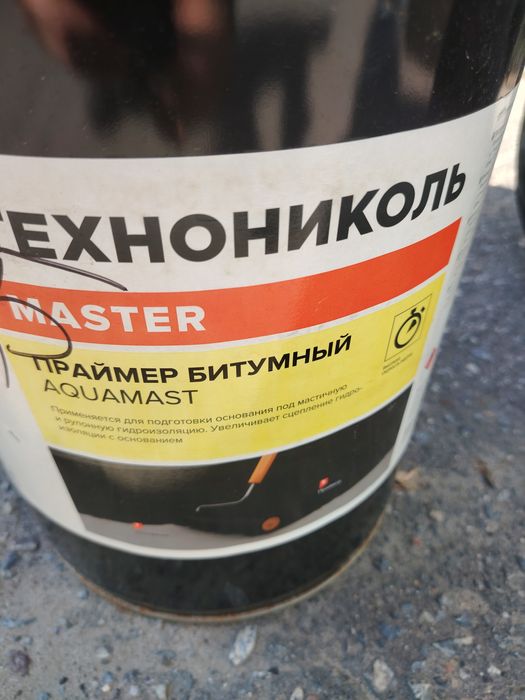 ТЕХНОНИКОЛЬ
MASTER
ПРАЙМЕР БИТУМНЫЙ
AQUAMAST
Применяется для подготовки основания под мастичную
и рулонную гидроизоляцию. Увеличивает сцепление гидро-
изоляции с основанием